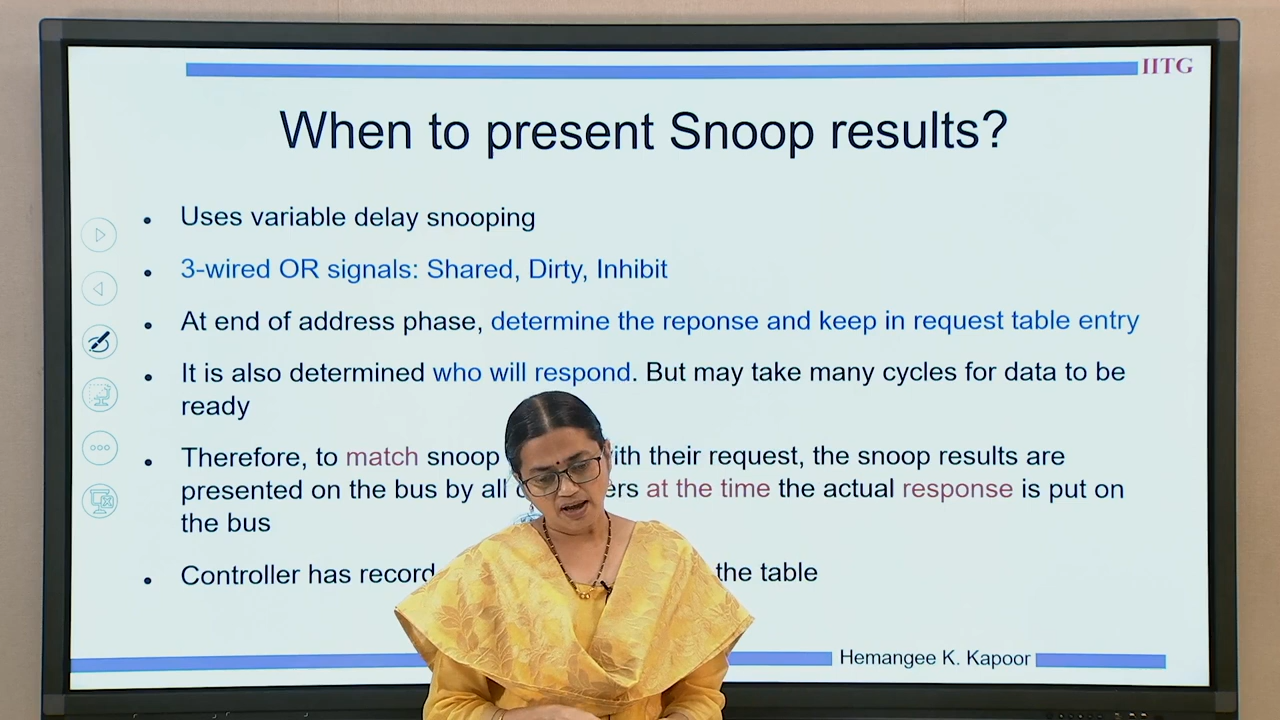 IITG
When to present Snoop results?
• Uses variable delay snooping
• 3-wired OR signals: Shared, Dirty, Inhibit
• At end of address phase, determine the reponse and keep in request table entry
• It is also determined who will respond. But may take many cycles for data to be
ready
• Therefore, to match snoop with their request, the snoop results are
presented on the bus by all at the time the actual response is put on
the bus
• Controller has record the table
Hemangee K. Kapoor